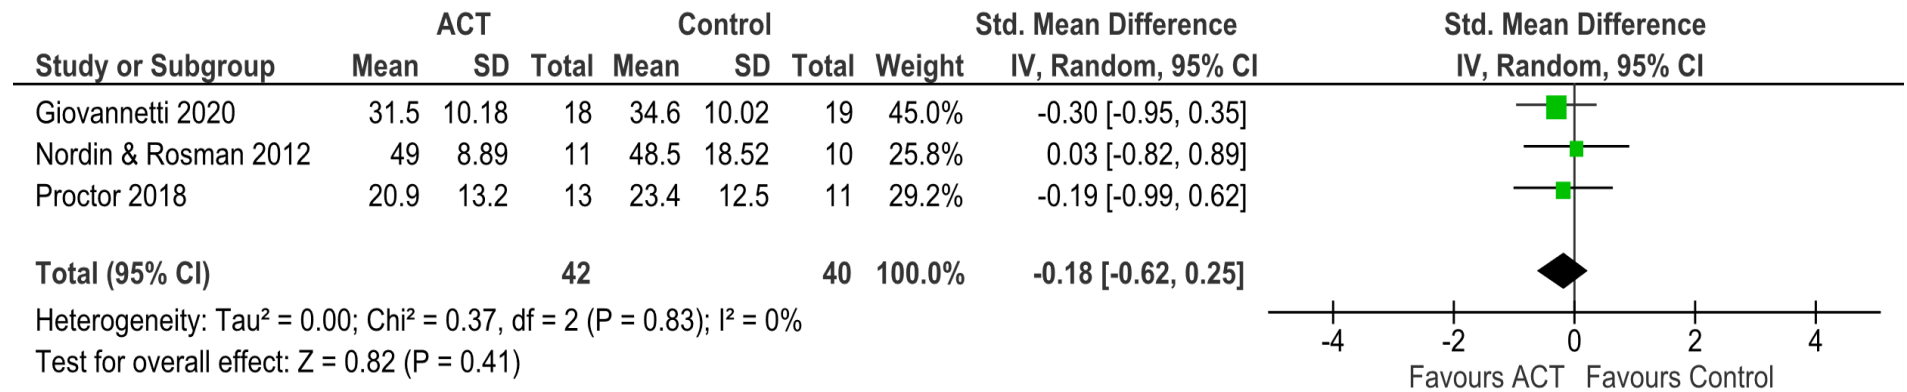 ACT Control Std. Mean Difference Std. Mean Difference
Study or Subgroup Mean SD Total Mean SD Total Weight IV, Random, 95% CI IV, Random, 95% CI
Giovannetti 2020 31.5 10.18 18 34.6 10.02 19 45.0% -0.30 [-0.95, 0.35]
Nordin & Rosman 2012 49 8.89 11 48.5 18.52 10 25.8% 0.03 [-0.82, 0.89]
Proctor 2018 20.9 13.2 13 23.4 12.5 11 29.2% -0.19 [-0.99, 0.62]
Total (95% CI) 42 40 100.0% -0.18 [-0.62, 0.25]
Heterogeneity: Tau² = 0.00; Chi² = 0.37, df = 2 (P = 0.83); I² = 0%
Test for overall effect: Z = 0.82 (P = 0.41)
-4 -2 0 2 4
Favours ACT Favours Control